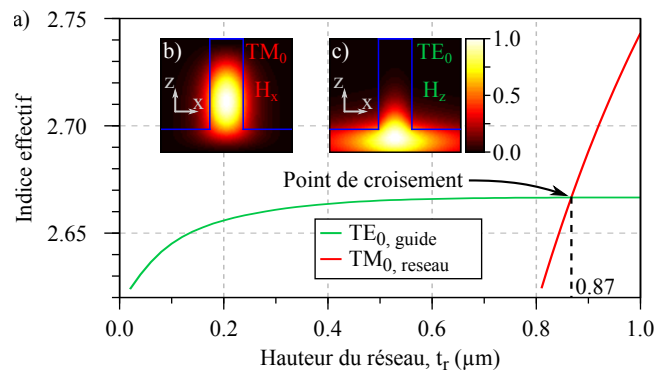 a)
2.75
2.70
2.65
Indice effectif
b)
TM0
Hx
z
x
c)
TE0
Hz
z
x
1.0
0.5
0.0
Point de croisement
TE0, guide
TM0, reseau
0.87
0.0
0.2
0.4
0.6
0.8
1.0
Hauteur du réseau, tr (µm)